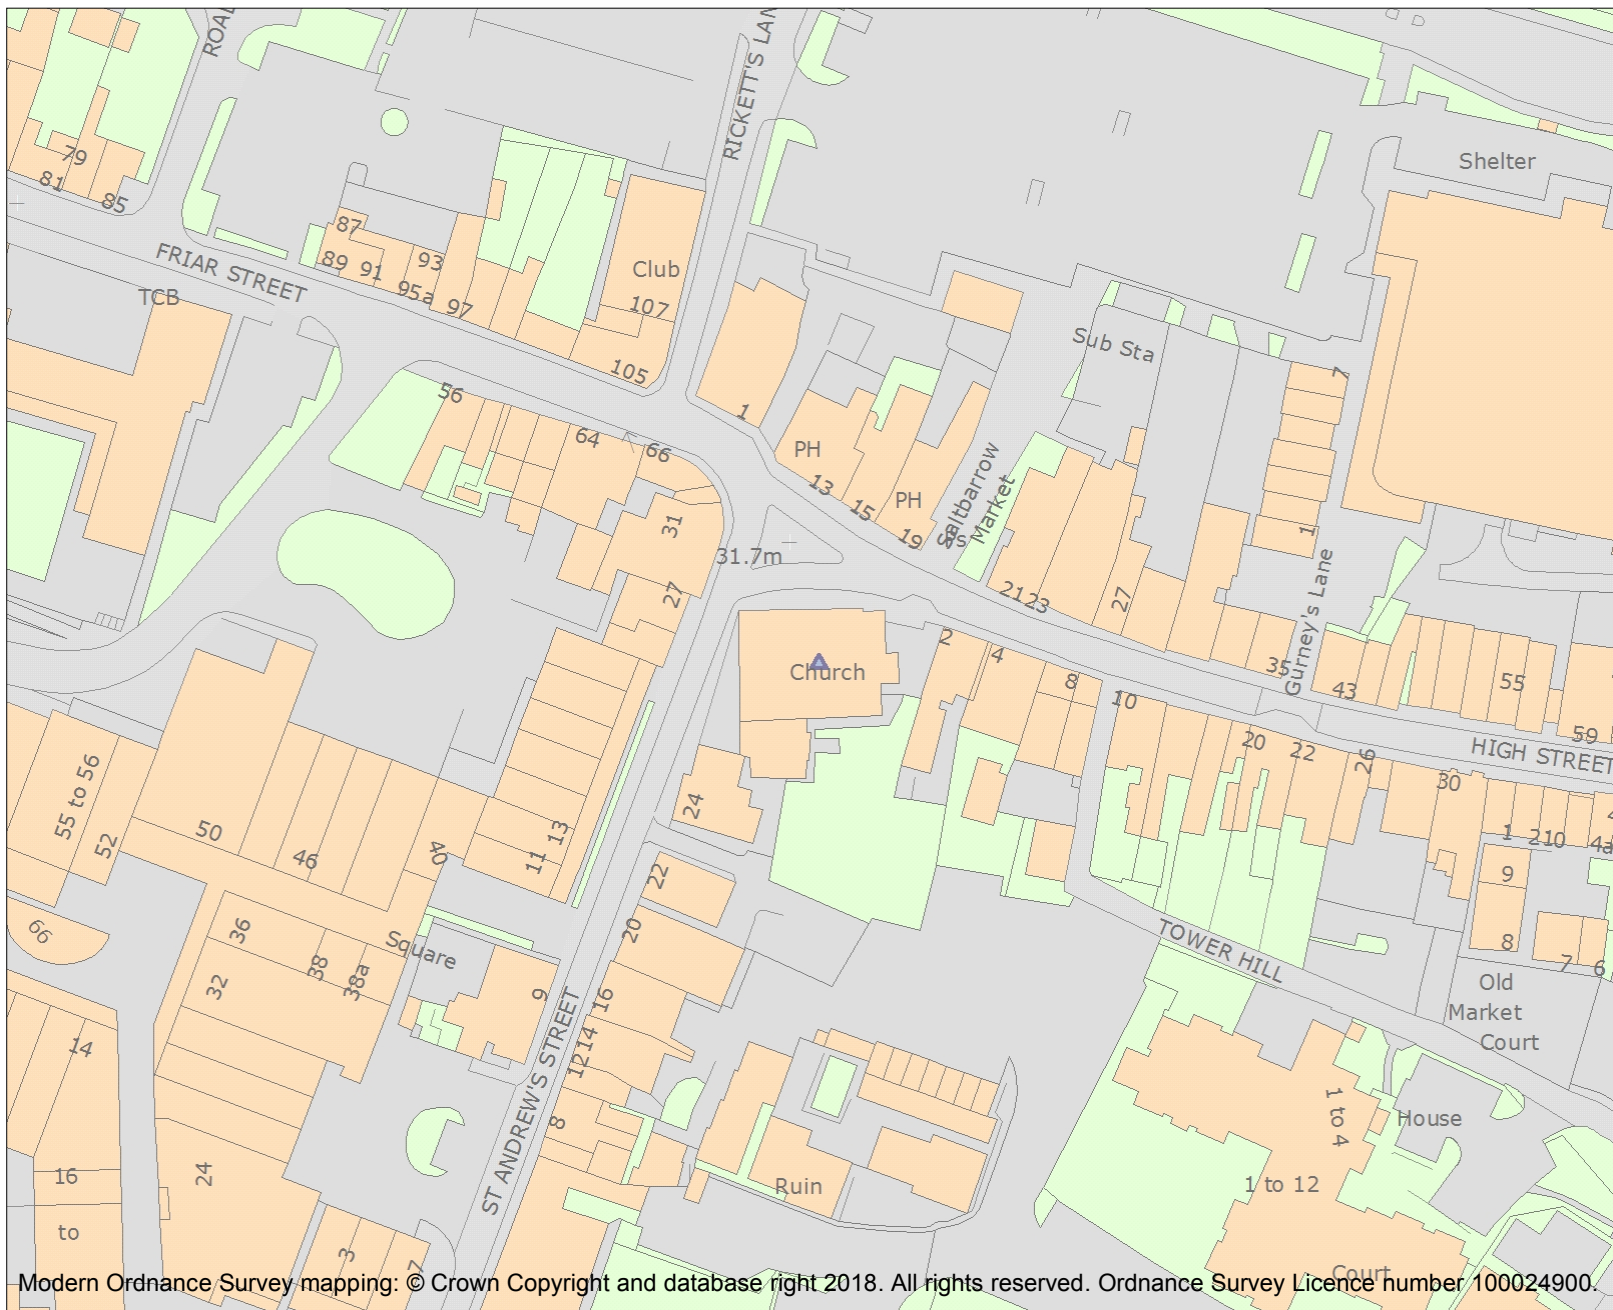 ROAD
RICKETT'S LAN
79
81
85
Shelter
87
FRIAR STREET
89
91
93
95a
97
Club
107
TCB
105
Sub Sta
7
56
1
64
66
PH
13
15
PH
19
Saltbarrow
Market
31
31.7m
27
1
2123
27
Gurney's Lane
Church
2
4
8
10
35
43
55
59
HIGH STREET
20
22
26
30
55 to 56
52
50
46
40
11
13
24
1
210
4a
9
8
7
6
22
20
66
36
Square
38
38a
32
9
16
14
12
TOWER HILL
Old
Market
Court
14
ST ANDREW'S STREET
8
1 to 4
House
24
16
to
Ruin
1 to 12
3
7
Court
Modern Ordnance Survey mapping: © Crown Copyright and database right 2018. All rights reserved. Ordnance Survey Licence number 100024900.